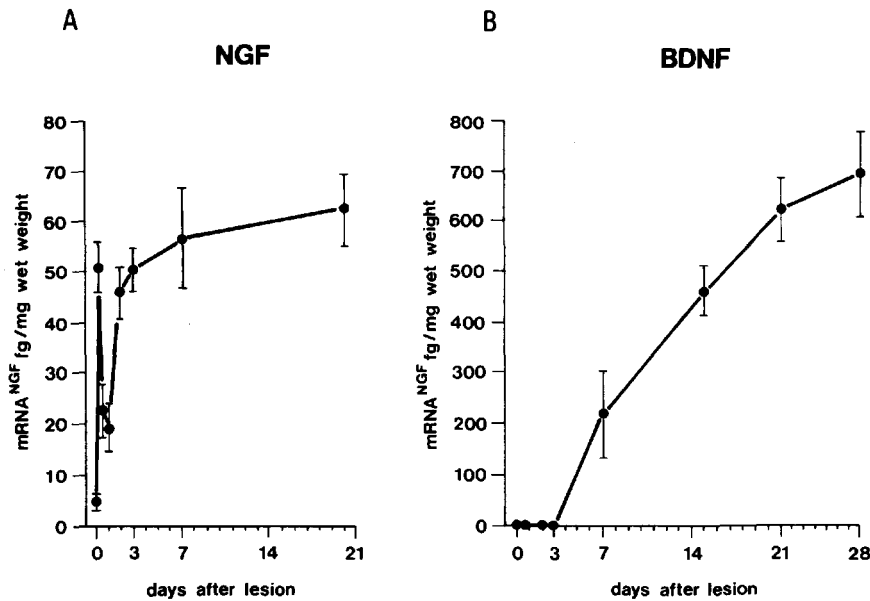 A
NGF
mRNA^NGF fg/mg wet weight
80
70
60
50
40
30
20
10
0
0 3 7 14 21
days after lesion
B
BDNF
mRNA^NGF fg/mg wet weight
800
700
600
500
400
300
200
100
0
0 3 7 14 21 28
days after lesion